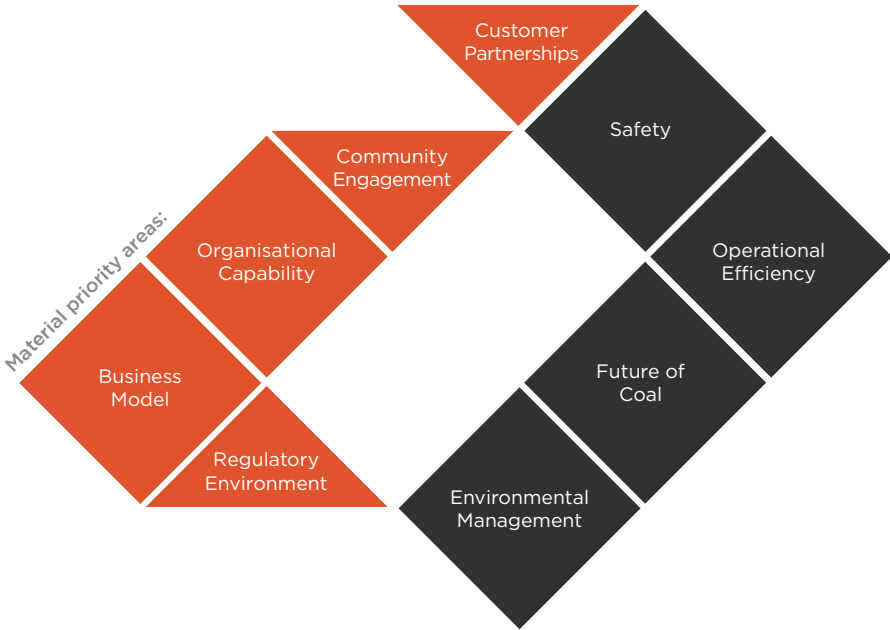 Customer
Partnerships
Safety
Community
Engagement
Material priority areas:
Organisational
Capability
Operational
Efficiency
Business
Model
Future of
Coal
Regulatory
Environment
Environmental
Management